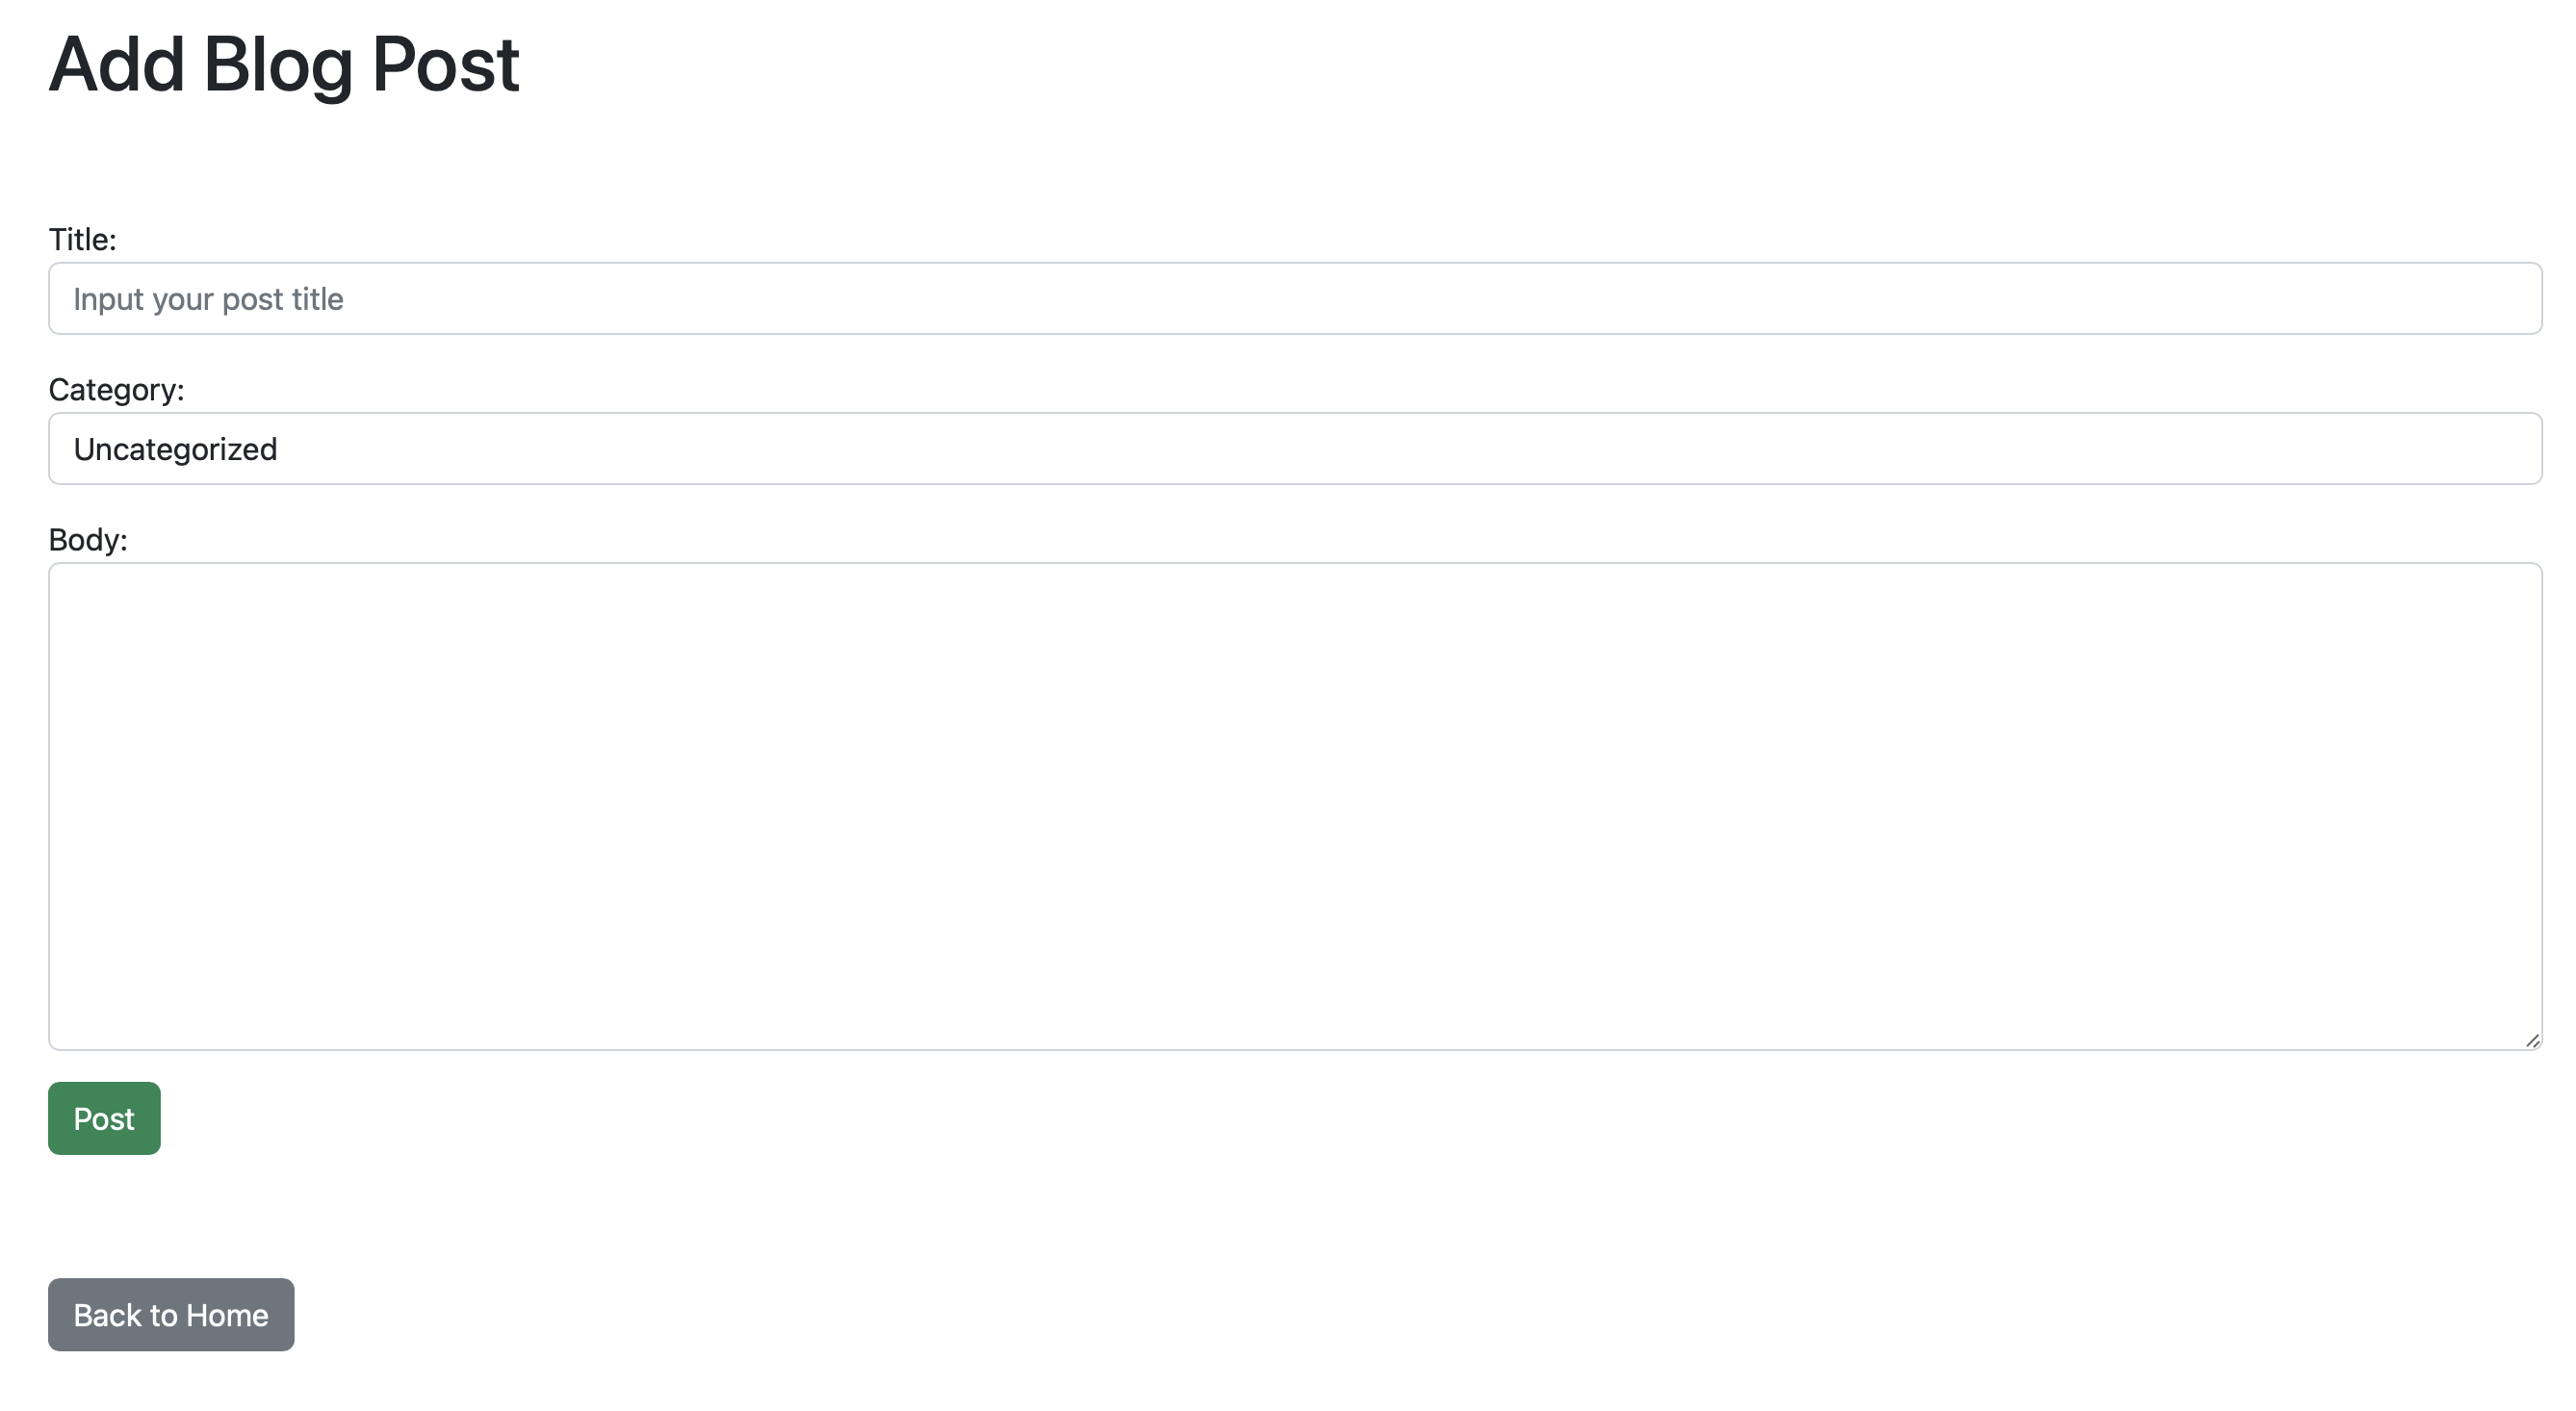 Add Blog Post
Title:
Input your post title
Category:
Uncategorized
Body:
Post
Back to Home